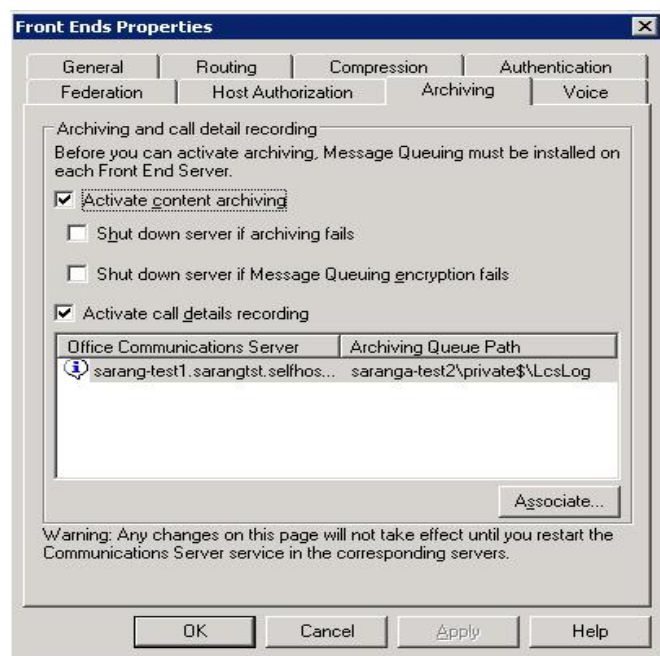 Front Ends Properties
General Routing Compression Authentication
Federation Host Authorization Archiving Voice
Archiving and call detail recording
Before you can activate archiving, Message Queuing must be installed on
each Front End Server.
Activate content archiving
Shut down server if archiving fails
Shut down server if Message Queuing encryption fails
Activate call details recording
Office Communications Server Archiving Queue Path
sarang-test1.sarangtst.selfhos... saranga-test2\private$\LcsLog
Associate...
Warning: Any changes on this page will not take effect until you restart the
Communications Server service in the corresponding servers.
OK Cancel Apply Help